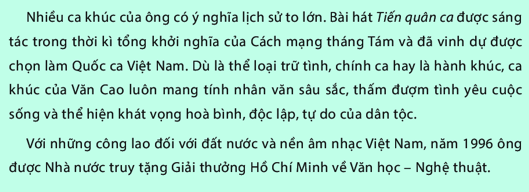 Nhiều ca khúc của ông có ý nghĩa lịch sử to lớn. Bài hát Tiến quân ca được sáng
tác trong thời kì tổng khởi nghĩa của Cách mạng tháng Tám và đã vinh dự được
chọn làm Quốc ca Việt Nam. Dù là thể loại trữ tình, chính ca hay là hành khúc, ca
khúc của Văn Cao luôn mang tính nhân văn sâu sắc, thấm đượm tình yêu cuộc
sống và thể hiện khát vọng hoà bình, độc lập, tự do của dân tộc.
Với những công lao đối với đất nước và nền âm nhạc Việt Nam, năm 1996 ông
được Nhà nước truy tặng Giải thưởng Hồ Chí Minh về Văn học – Nghệ thuật.